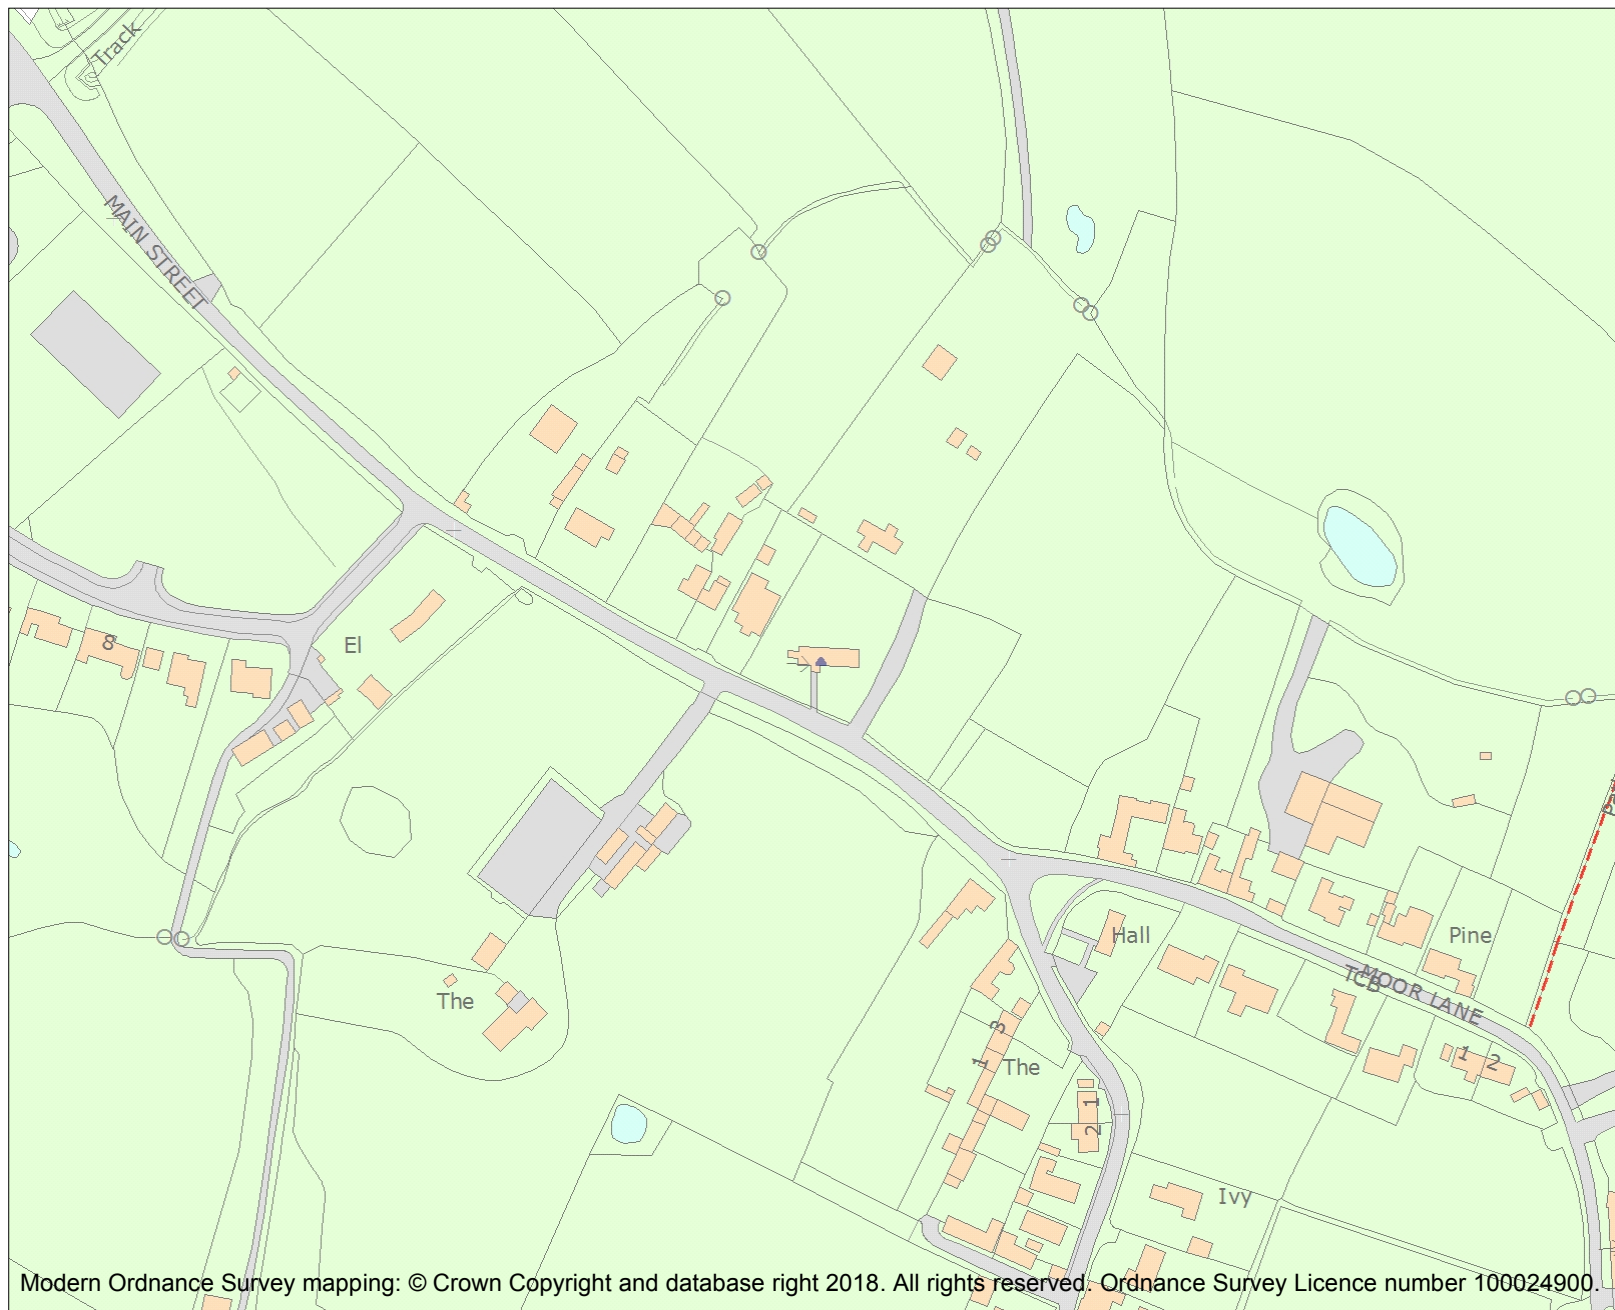 Track
MAIN STREET
El
8
Hall
Pine
TCB
MOOR LANE
The
3
1
The
1
2
1
2
Ivy
Modern Ordnance Survey mapping: © Crown Copyright and database right 2018. All rights reserved. Ordnance Survey Licence number 100024900.